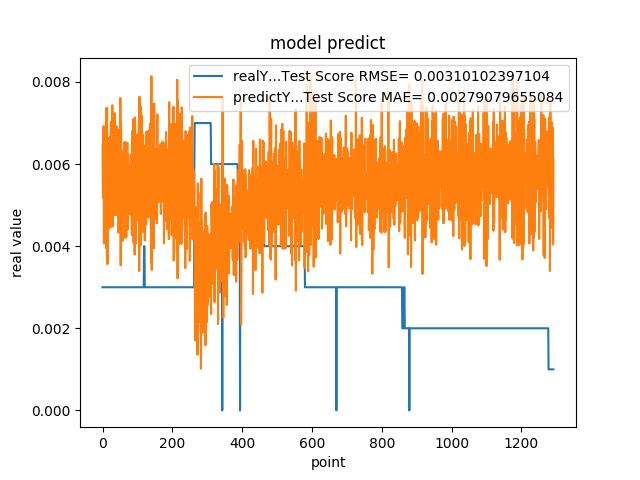 model predict
realY...Test Score RMSE= 0.00310102397104
predictY...Test Score MAE= 0.00279079655084
0.008
0.006
0.004
0.002
0.000
real value
0 200 400 600 800 1000 1200
point